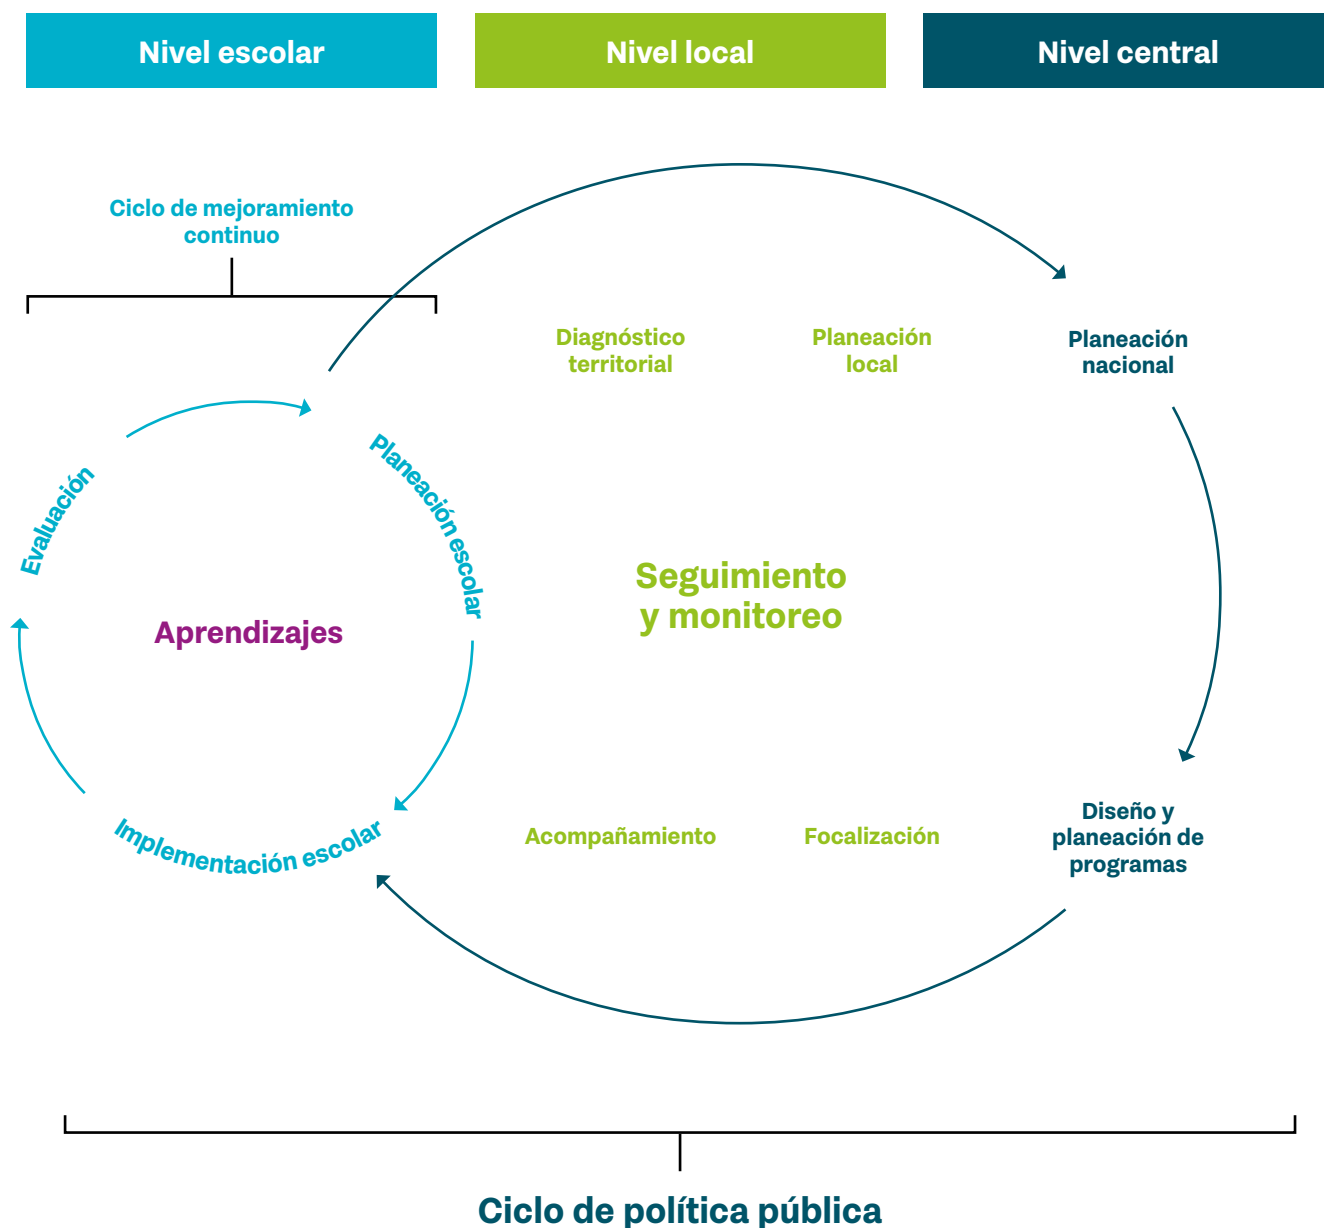 Nivel escolar
Nivel local
Nivel central
Ciclo de mejoramiento
continuo
Diagnóstico
territorial
Planeación
local
Planeación
nacional
Evaluación
Planeación escolar
Aprendizajes
Seguimiento
y monitoreo
Implementación escolar
Acompañamiento
Focalización
Diseño y
planeación de
programas
Ciclo de política pública